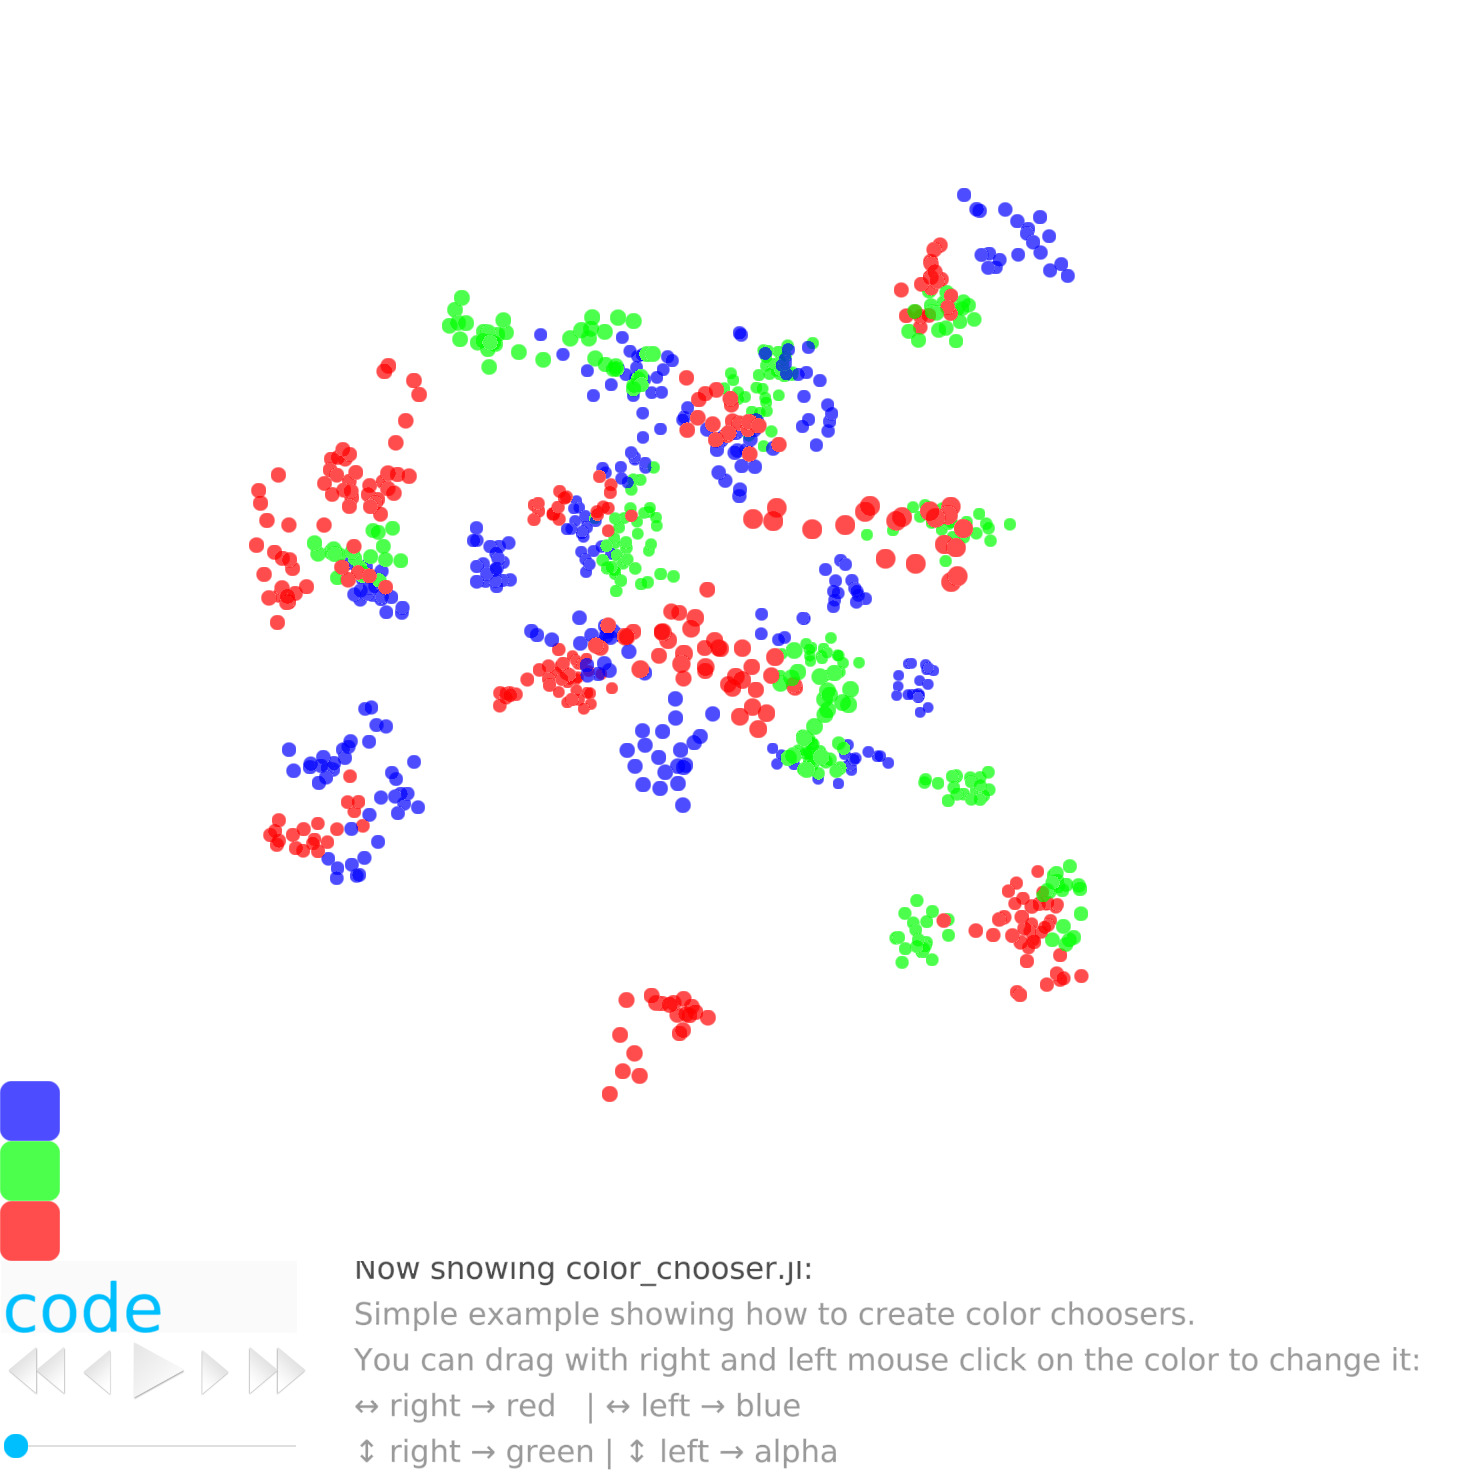 code
Now showing color_chooser.jl:
Simple example showing how to create color choosers.
You can drag with right and left mouse click on the color to change it:
↔ right → red | ↔ left → blue
↕ right → green | ↕ left → alpha